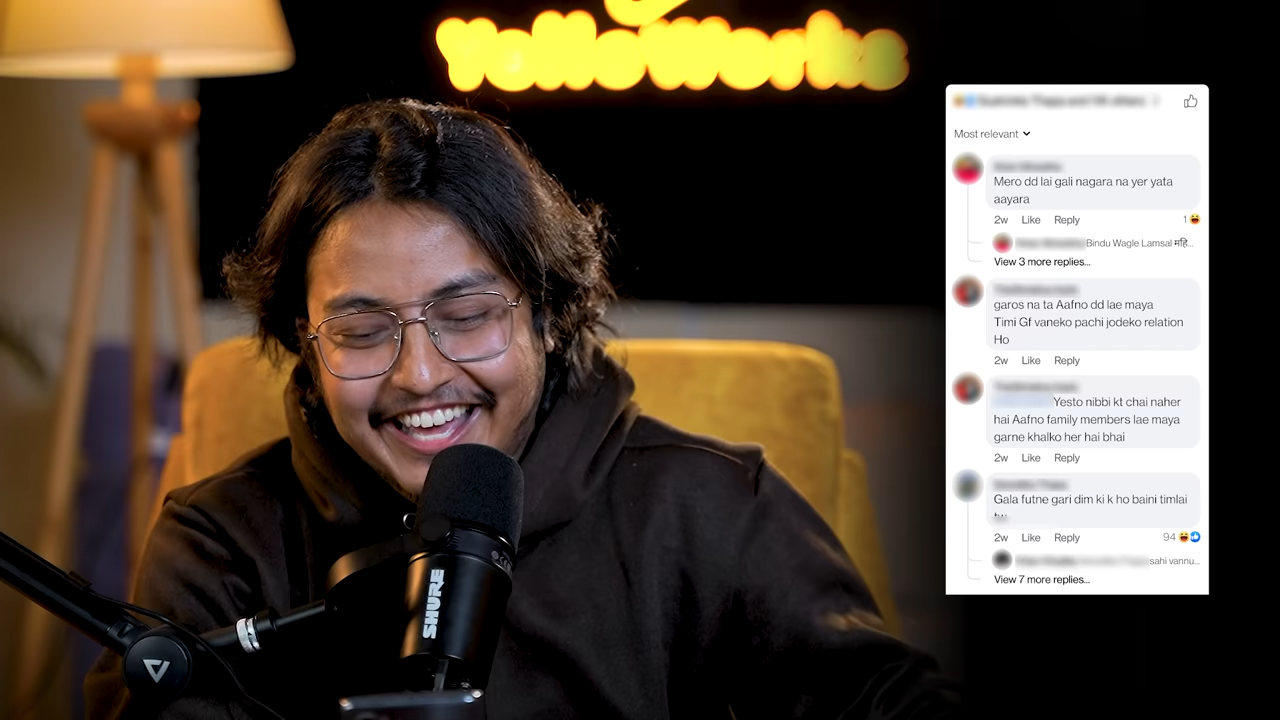 YolloWorks
Most relevant
Mero dd lai gali nagara na yer yata
aayara
2w Like Reply 1
Bindu Wagle Lamsal
View 3 more replies...
garos na ta Aafno dd lae maya
Timi Gf vaneko pachi jodeko relation
Ho
2w Like Reply
Yesto nibbi kt chai naher
hai Aafno family members lae maya
garne khalko her hai bhai
2w Like Reply
Gala futne gari dim ki k ho baini timlai
2w Like Reply 94
sahi vannu...
View 7 more replies...
SHURE